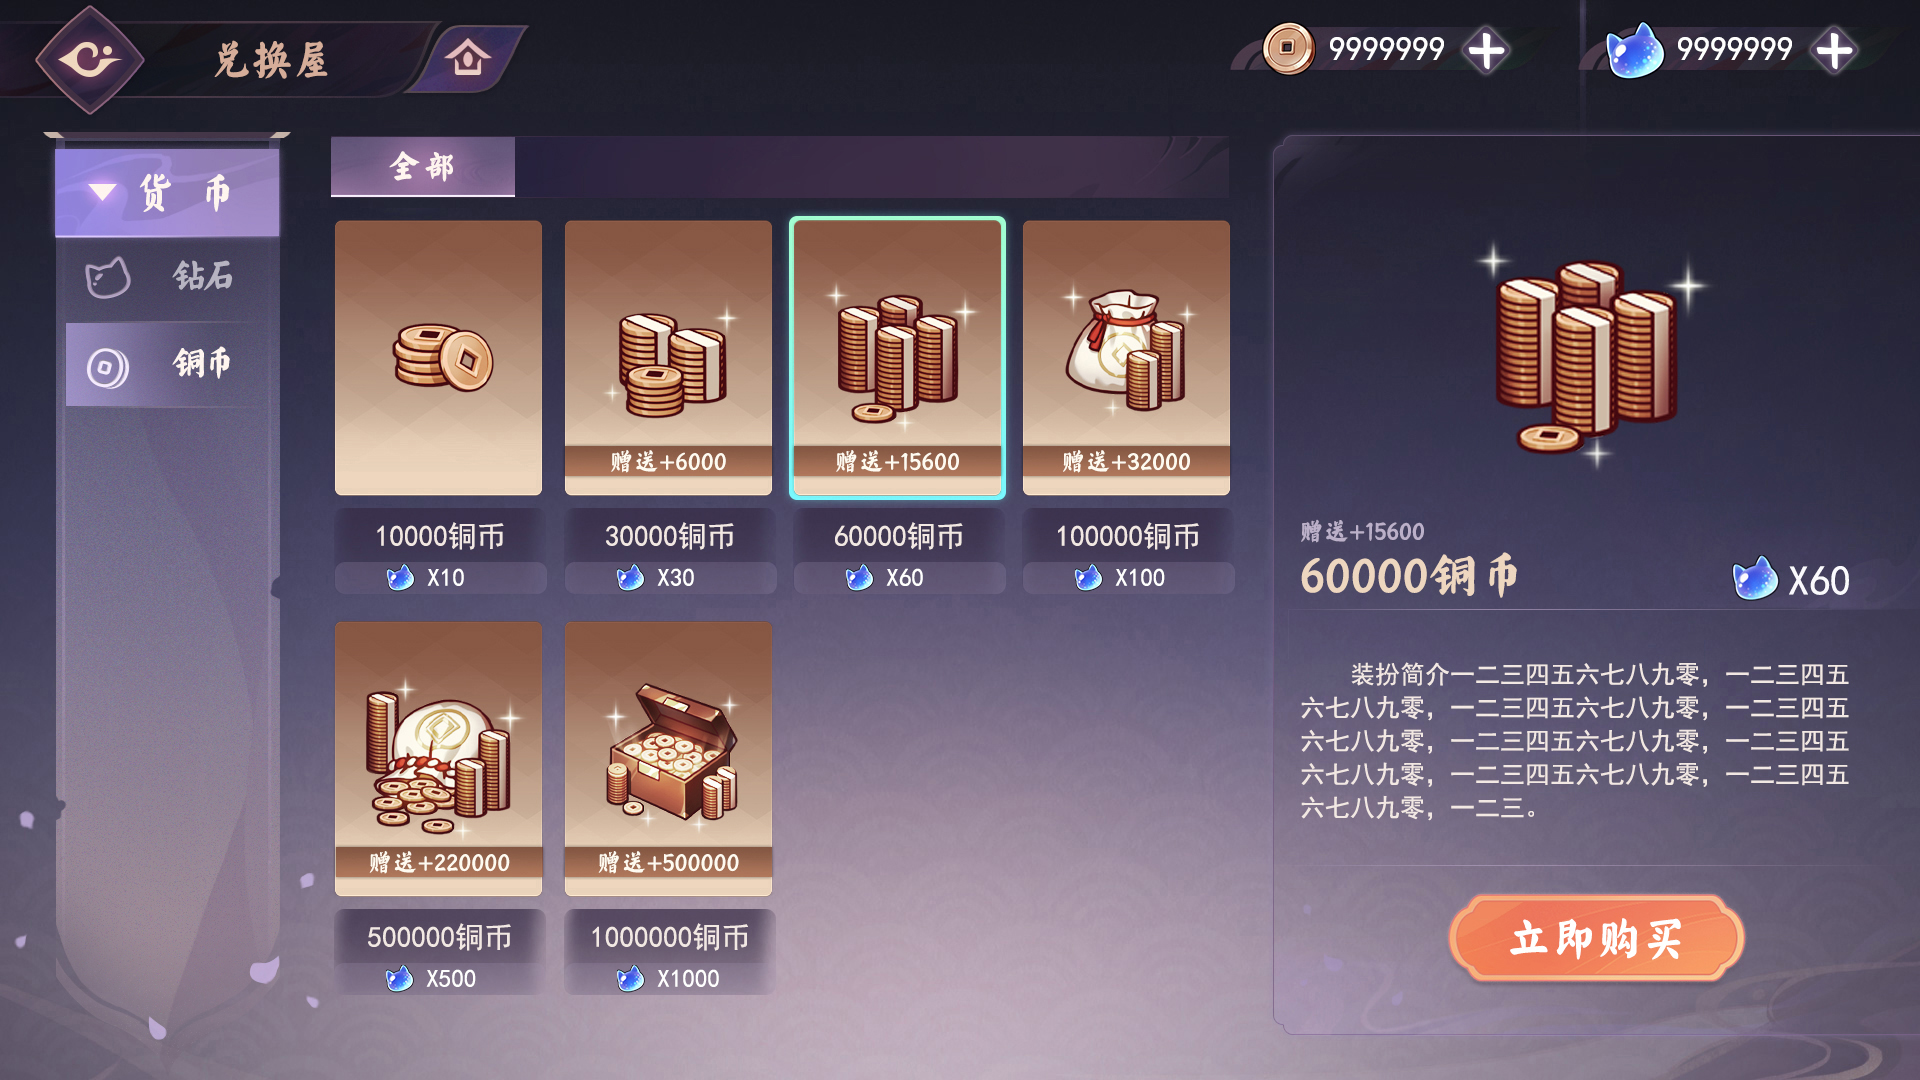 兑换屋
9999999
9999999
货 币
钻石
铜币
全部
赠送+6000
赠送+15600
赠送+32000
10000铜币
30000铜币
60000铜币
100000铜币
X10
X30
X60
X100
赠送+220000
赠送+500000
500000铜币
1000000铜币
X500
X1000
赠送+15600
60000铜币
X60
装扮简介一二三四五六七八九零，一二三四五
六七八九零，一二三四五六七八九零，一二三四五
六七八九零，一二三四五六七八九零，一二三四五
六七八九零，一二三四五六七八九零，一二三四五
六七八九零，一二三。
立即购买